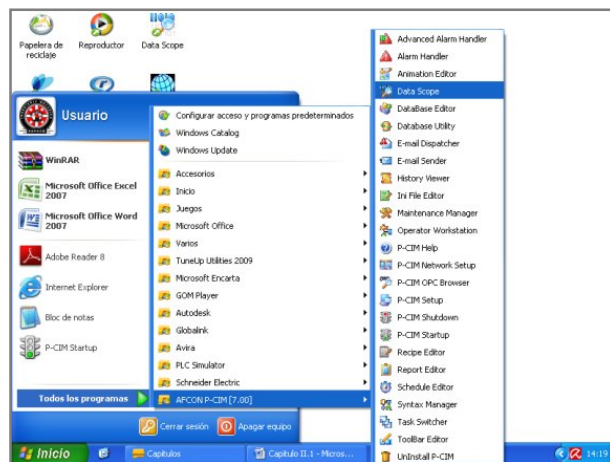 Papelera de
reciclaje
Reproductor
Data Scope
Usuario
WinRAR
Microsoft Office Excel
2007
Microsoft Office Word
2007
Adobe Reader 8
Internet Explorer
Bloc de notas
P-CIM Startup
Todos los programas
Configurar acceso y programas predeterminados
Windows Catalog
Windows Update
Accesorios
Inicio
Juegos
Microsoft Office
Varios
TuneUp Utilities 2009
Microsoft Encarta
GOM Player
Autodesk
Globalink
Avira
PLC Simulator
Schneider Electric
AFCON P-CIM [7.00]
Advanced Alarm Handler
Alarm Handler
Animation Editor
Data Scope
DataBase Editor
Database Utility
E-mail Dispatcher
E-mail Sender
History Viewer
Ini File Editor
Maintenance Manager
Operator Workstation
P-CIM Help
P-CIM Network Setup
P-CIM OPC Browser
P-CIM Setup
P-CIM Shutdown
P-CIM Startup
Recipe Editor
Report Editor
Schedule Editor
Syntax Manager
Task Switcher
ToolBar Editor
UnInstall P-CIM
Cerrar sesión
Apagar equipo
Inicio
Capitulos
Capitulo II.1 - Micros...
14:19